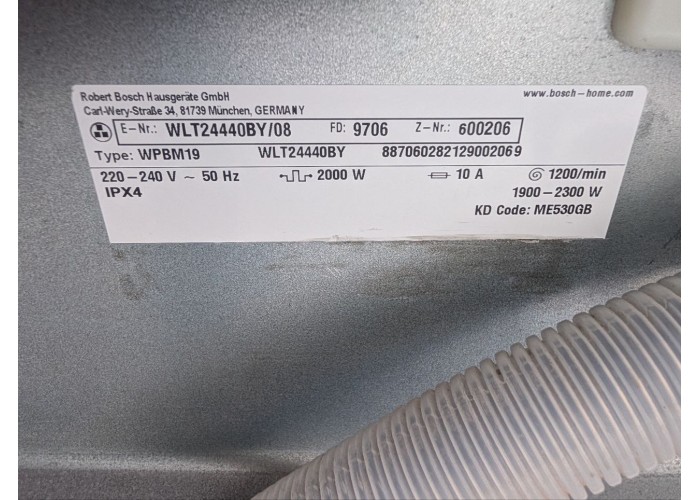 Robert Bosch Hausgeräte GmbH
www.bosch-home.com
Carl-Wery-Straße 34, 81739 München, GERMANY
E-Nr.: WLT24440BY/08 FD: 9706 Z-Nr.: 600206
Type: WPBM19 WLT24440BY 887060282129002069
220-240 V ~ 50 Hz 2000 W 10 A 1200/min
IPX4 1900-2300 W
KD Code: ME530GB